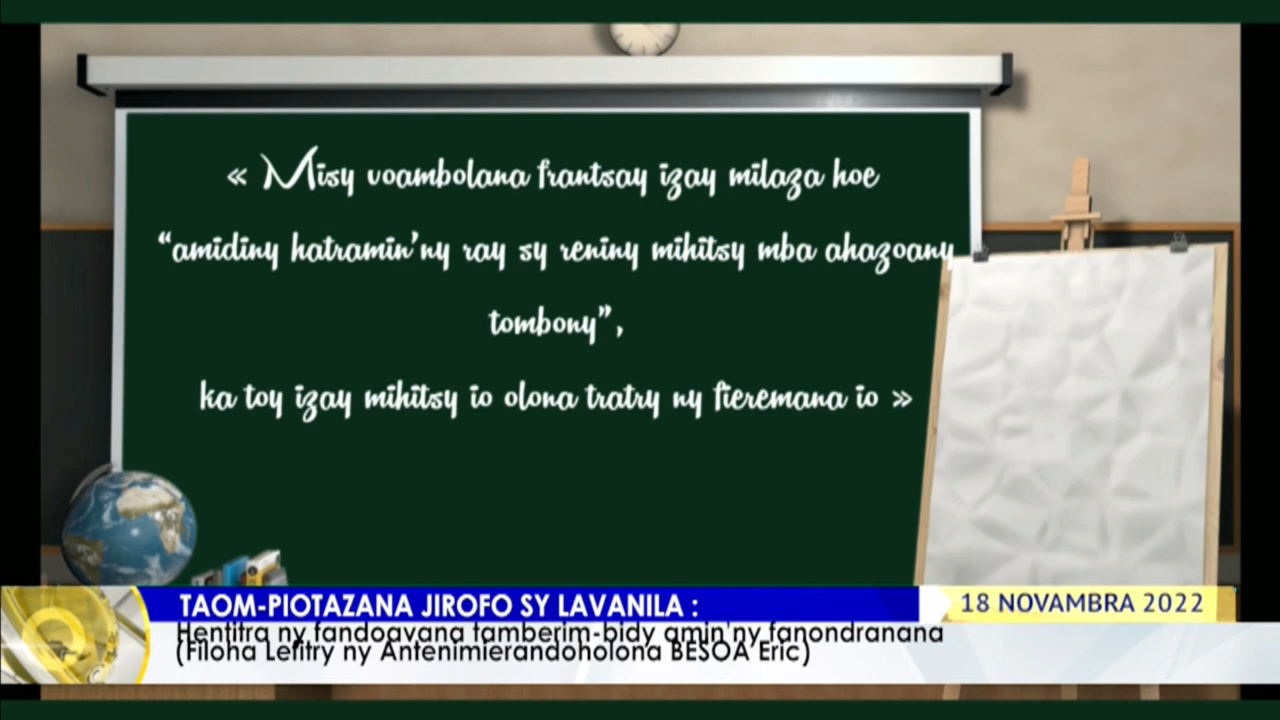 « Misy voambolana frantsay izay milaza hoe
“amidiny hatramin’ny ray sy reniny mihitsy mba ahazoany
tombony”,
ka toy izay mihitsy io olona tratry ny fieremana io »
TAOM-PIOTAZANA JIROFO SY LAVANILA :
18 NOVAMBRA 2022
Hentitra ny fandoavana tamberim-bidy amin'ny fanondranana
(Filoha Lefitry ny Antenimierandoholona BESOA Eric)